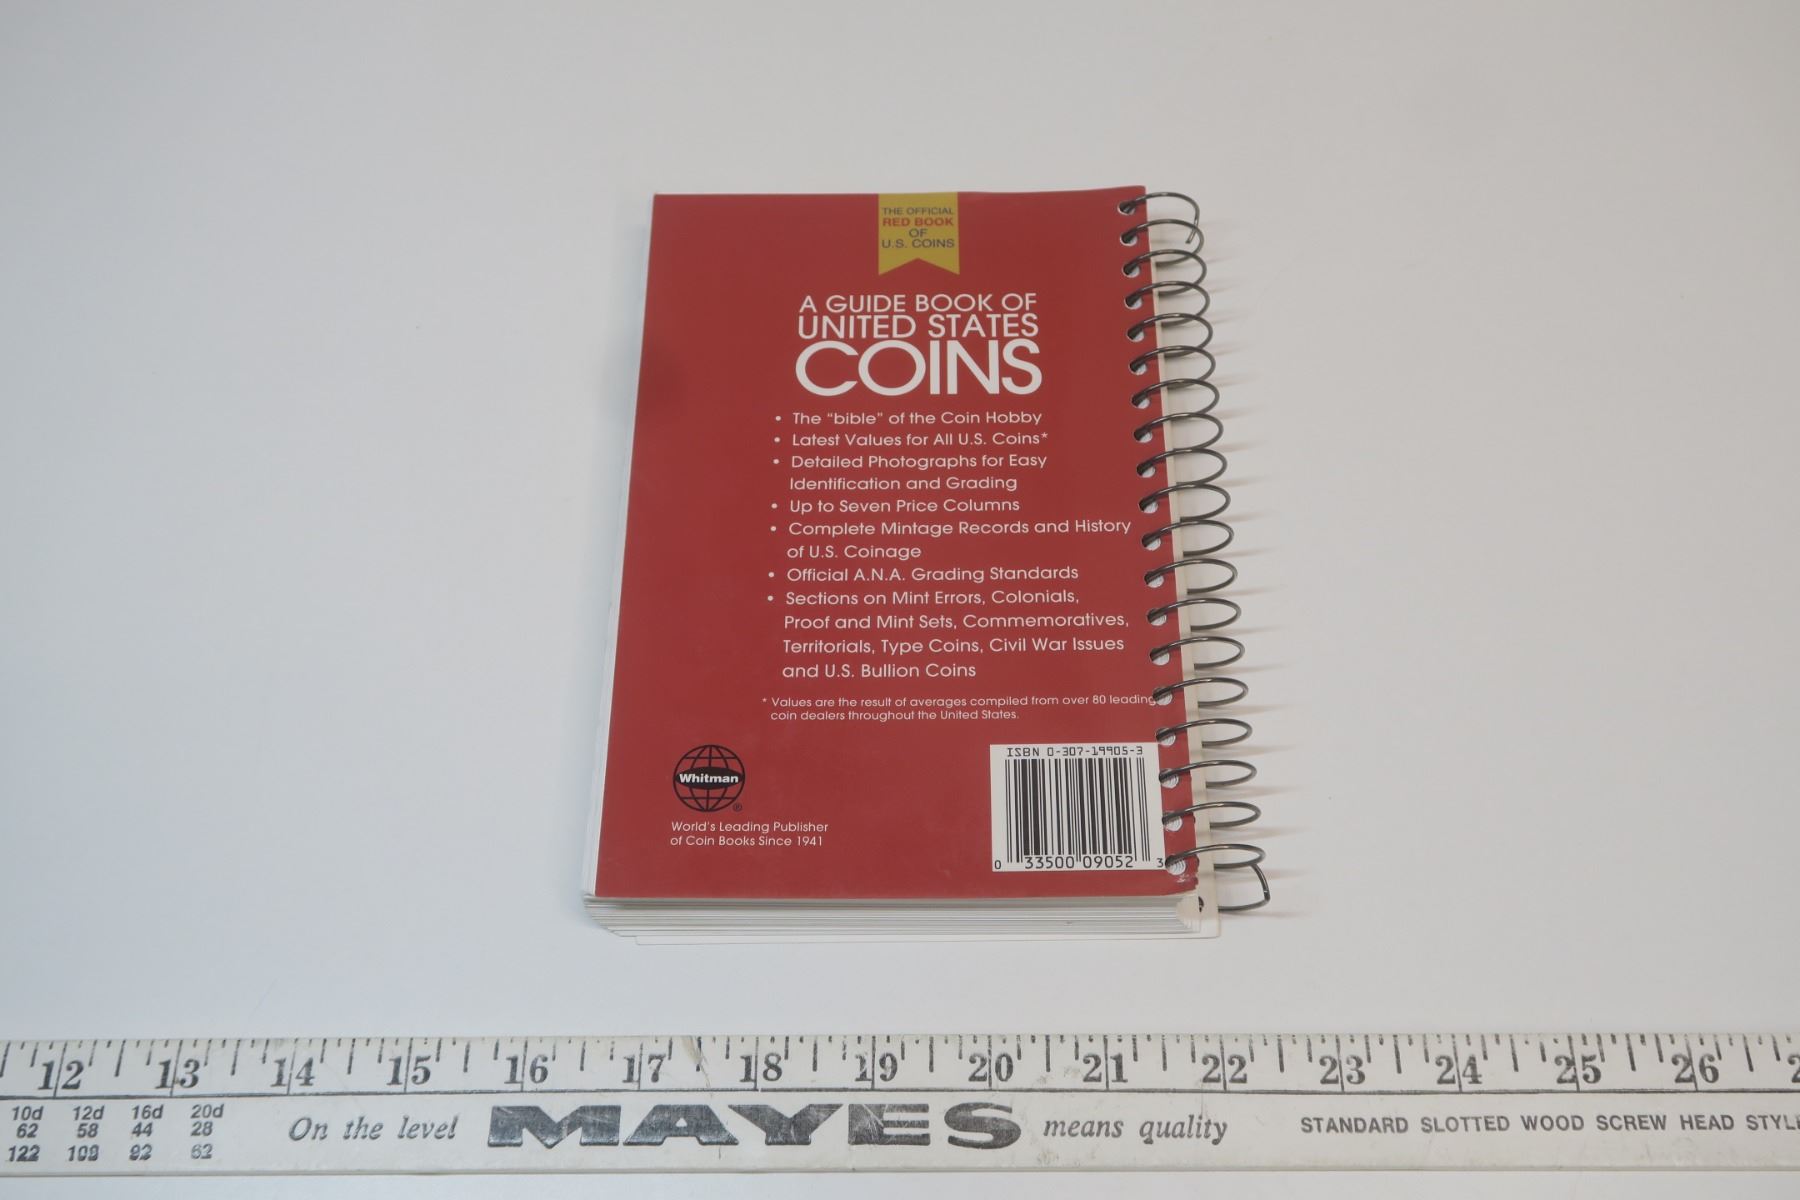 THE OFFICIAL
RED BOOK
OF
U.S. COINS
A GUIDE BOOK OF
UNITED STATES
COINS
• The “bible” of the Coin Hobby
• Latest Values for All U.S. Coins*
• Detailed Photographs for Easy
Identification and Grading
• Up to Seven Price Columns
• Complete Mintage Records and History
of U.S. Coinage
• Official A.N.A. Grading Standards
• Sections on Mint Errors, Colonials,
Proof and Mint Sets, Commemoratives,
Territorials, Type Coins, Civil War Issues
and U.S. Bullion Coins
* Values are the result of averages compiled from over 80 leading
coin dealers throughout the United States.
Whitman®
World's Leading Publisher
of Coin Books Since 1941
ISBN 0-307-19905-3
0 33500 09052 3
12 13 14 15 16 17 18 19 20 21 22 23 24 25 26 2
10d 12d 16d 20d
62 58 44 28
122 108 92 62
On the level MAYES means quality STANDARD SLOTTED WOOD SCREW HEAD STYL